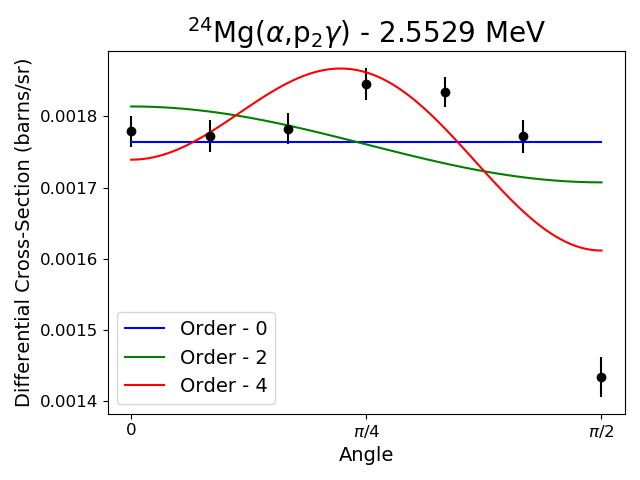 ²⁴Mg(α,p₂γ) - 2.5529 MeV
Differential Cross-Section (barns/sr)
0.0018
0.0017
0.0016
0.0015
0.0014
Order - 0
Order - 2
Order - 4
0 π/4 π/2
Angle